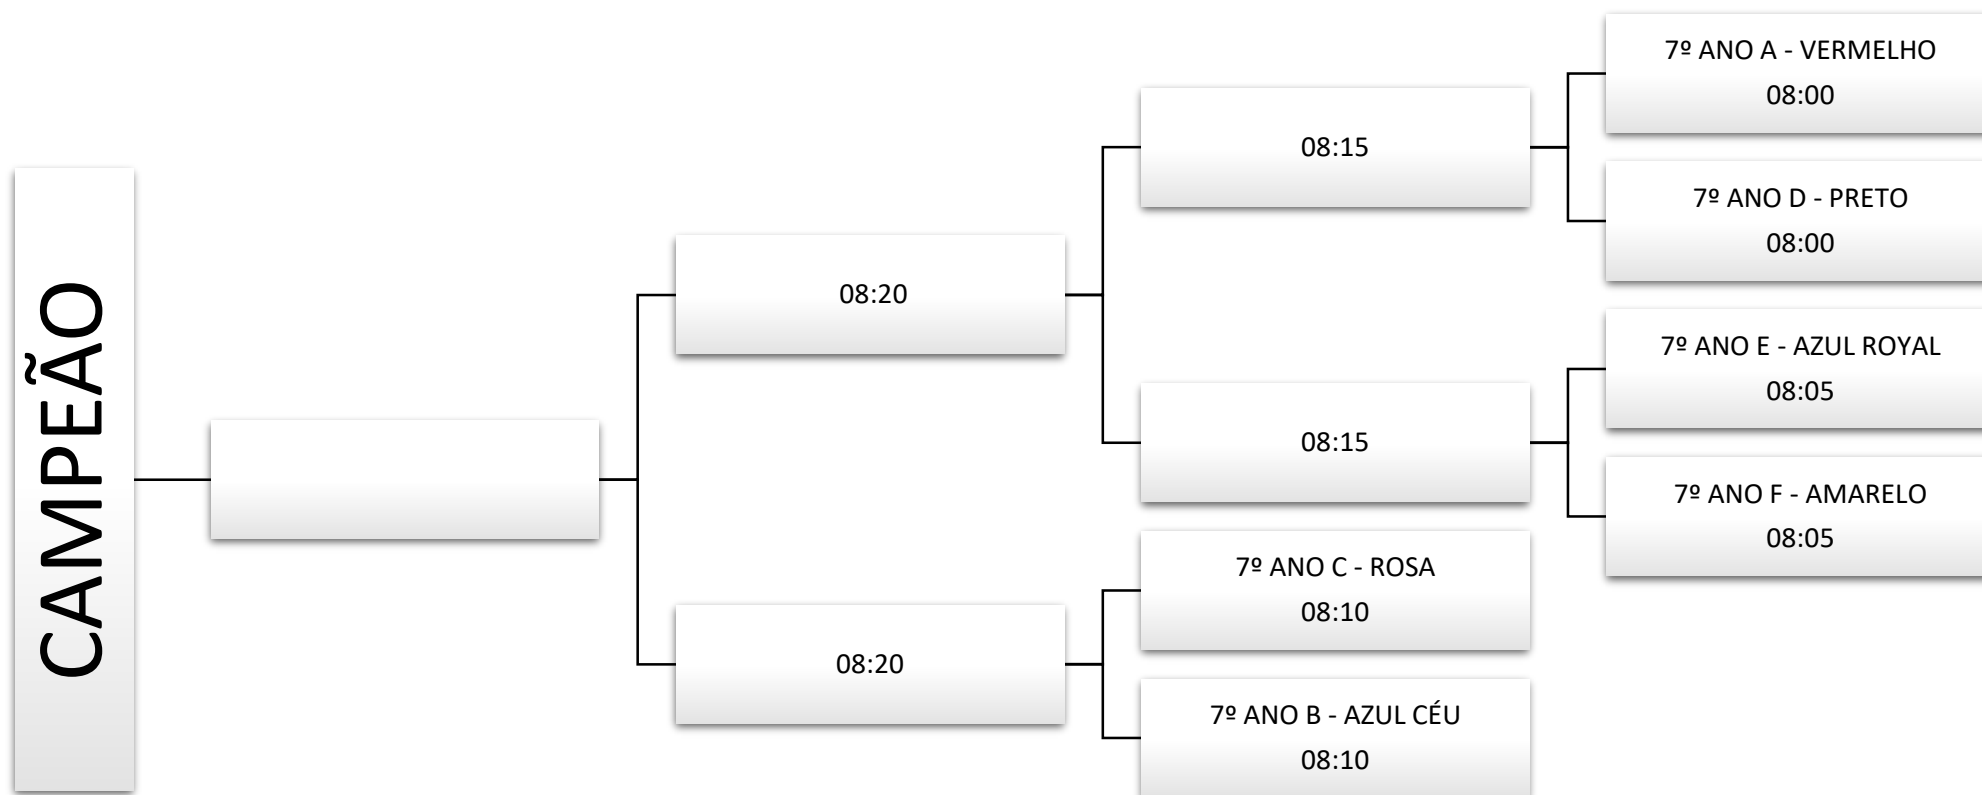 CAMPEÃO
08:20
08:15
7º ANO A - VERMELHO
08:00
7º ANO D - PRETO
08:00
08:15
7º ANO E - AZUL ROYAL
08:05
7º ANO F - AMARELO
08:05
08:20
7º ANO C - ROSA
08:10
7º ANO B - AZUL CÉU
08:10